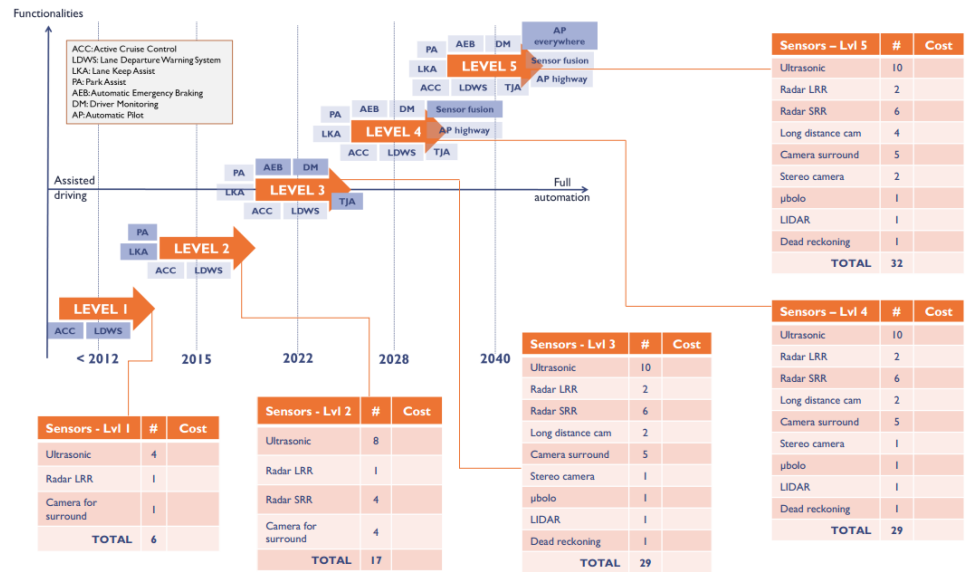 Functionalities
ACC: Active Cruise Control
LDWS: Lane Departure Warning System
LKA: Lane Keep Assist
PA: Park Assist
AEB: Automatic Emergency Braking
DM: Driver Monitoring
AP: Automatic Pilot
AP everywhere
PA AEB DM
LKA LEVEL 5 Sensor fusion
ACC LDWS TJA AP highway
PA AEB DM Sensor fusion
LKA LEVEL 4 AP highway
ACC LDWS TJA
PA AEB DM
LKA LEVEL 3
ACC LDWS TJA
Assisted driving
Full automation
PA
LKA LEVEL 2
ACC LDWS
LEVEL 1
ACC LDWS
< 2012 2015 2022 2028 2040
Sensors - Lvl 1 # Cost
Ultrasonic 4
Radar LRR 1
Camera for surround 1
TOTAL 6
Sensors - Lvl 2 # Cost
Ultrasonic 8
Radar LRR 1
Radar SRR 4
Camera for surround 4
TOTAL 17
Sensors - Lvl 3 # Cost
Ultrasonic 10
Radar LRR 2
Radar SRR 6
Long distance cam 2
Camera surround 5
Stereo camera 1
µbolo 1
LIDAR 1
Dead reckoning 1
TOTAL 29
Sensors – Lvl 5 # Cost
Ultrasonic 10
Radar LRR 2
Radar SRR 6
Long distance cam 4
Camera surround 5
Stereo camera 2
µbolo 1
LIDAR 1
Dead reckoning 1
TOTAL 32
Sensors – Lvl 4 # Cost
Ultrasonic 10
Radar LRR 2
Radar SRR 6
Long distance cam 2
Camera surround 5
Stereo camera 1
µbolo 1
LIDAR 1
Dead reckoning 1
TOTAL 29